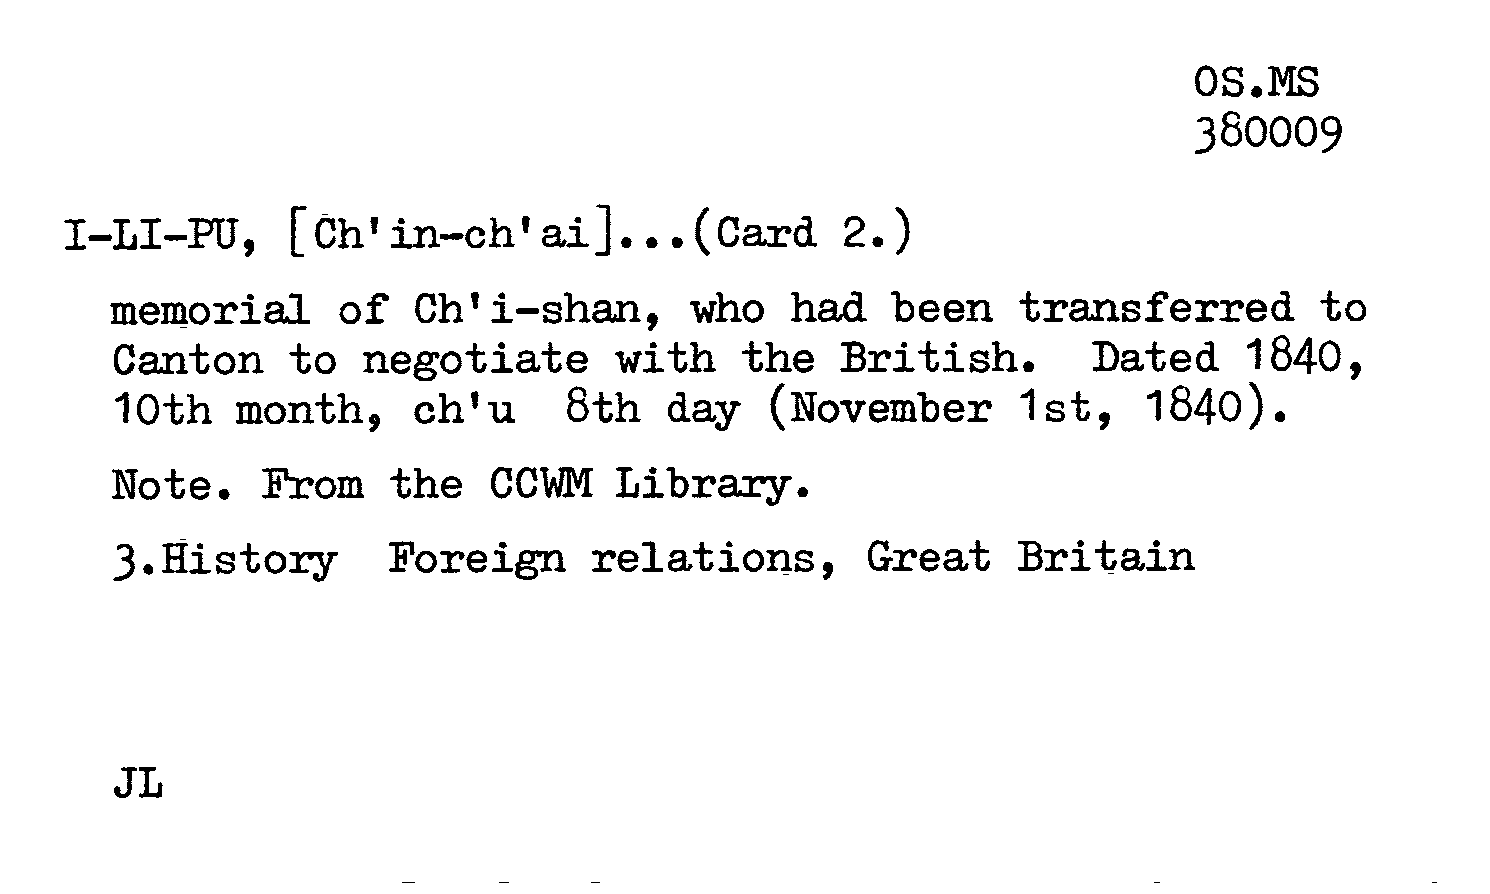 OS.MS
380009
I-LI-PU, [Ch'in-ch'ai]...(Card 2.)
memorial of Ch'i-shan, who had been transferred to
Canton to negotiate with the British. Dated 1840,
10th month, ch'u 8th day (November 1st, 1840).
Note. From the CCWM Library.
3.History Foreign relations, Great Britain
JL